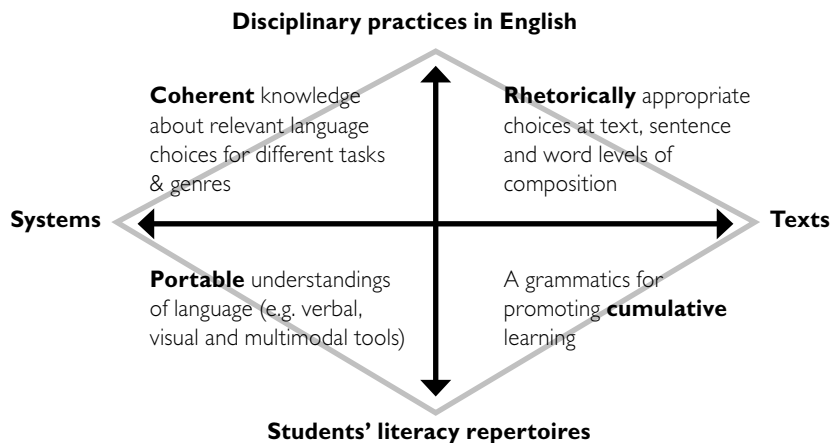 Disciplinary practices in English
Coherent knowledge
about relevant language
choices for different tasks
& genres
Rhetorically appropriate
choices at text, sentence
and word levels of
composition
Systems
Texts
Portable understandings
of language (e.g. verbal,
visual and multimodal tools)
A grammatics for
promoting cumulative
learning
Students’ literacy repertoires